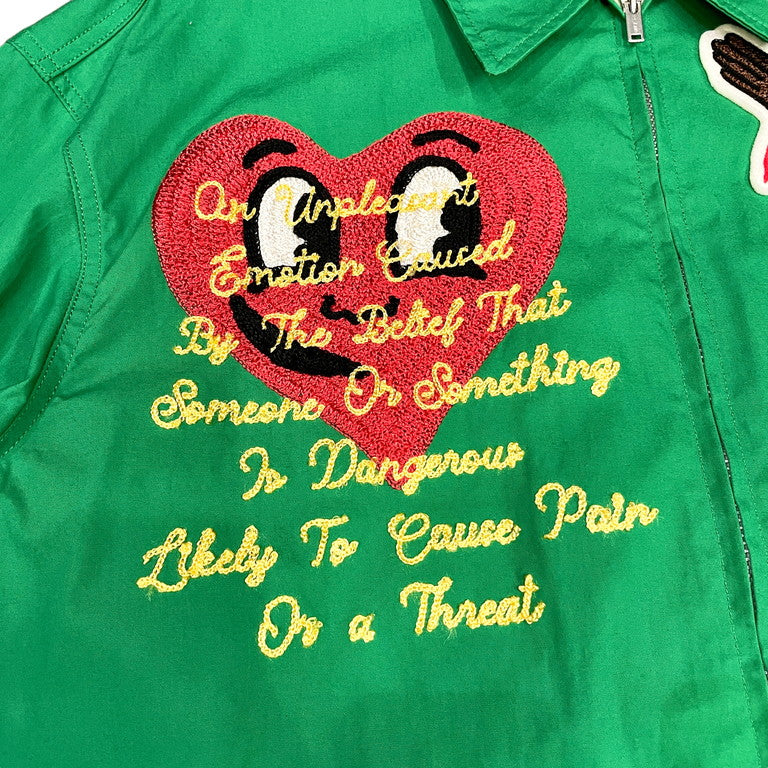 An Unpleasant
Emotion Caused
By The Belief That
Someone Or Something
Is Dangerous
Likely To Cause Pain
Or a Threat